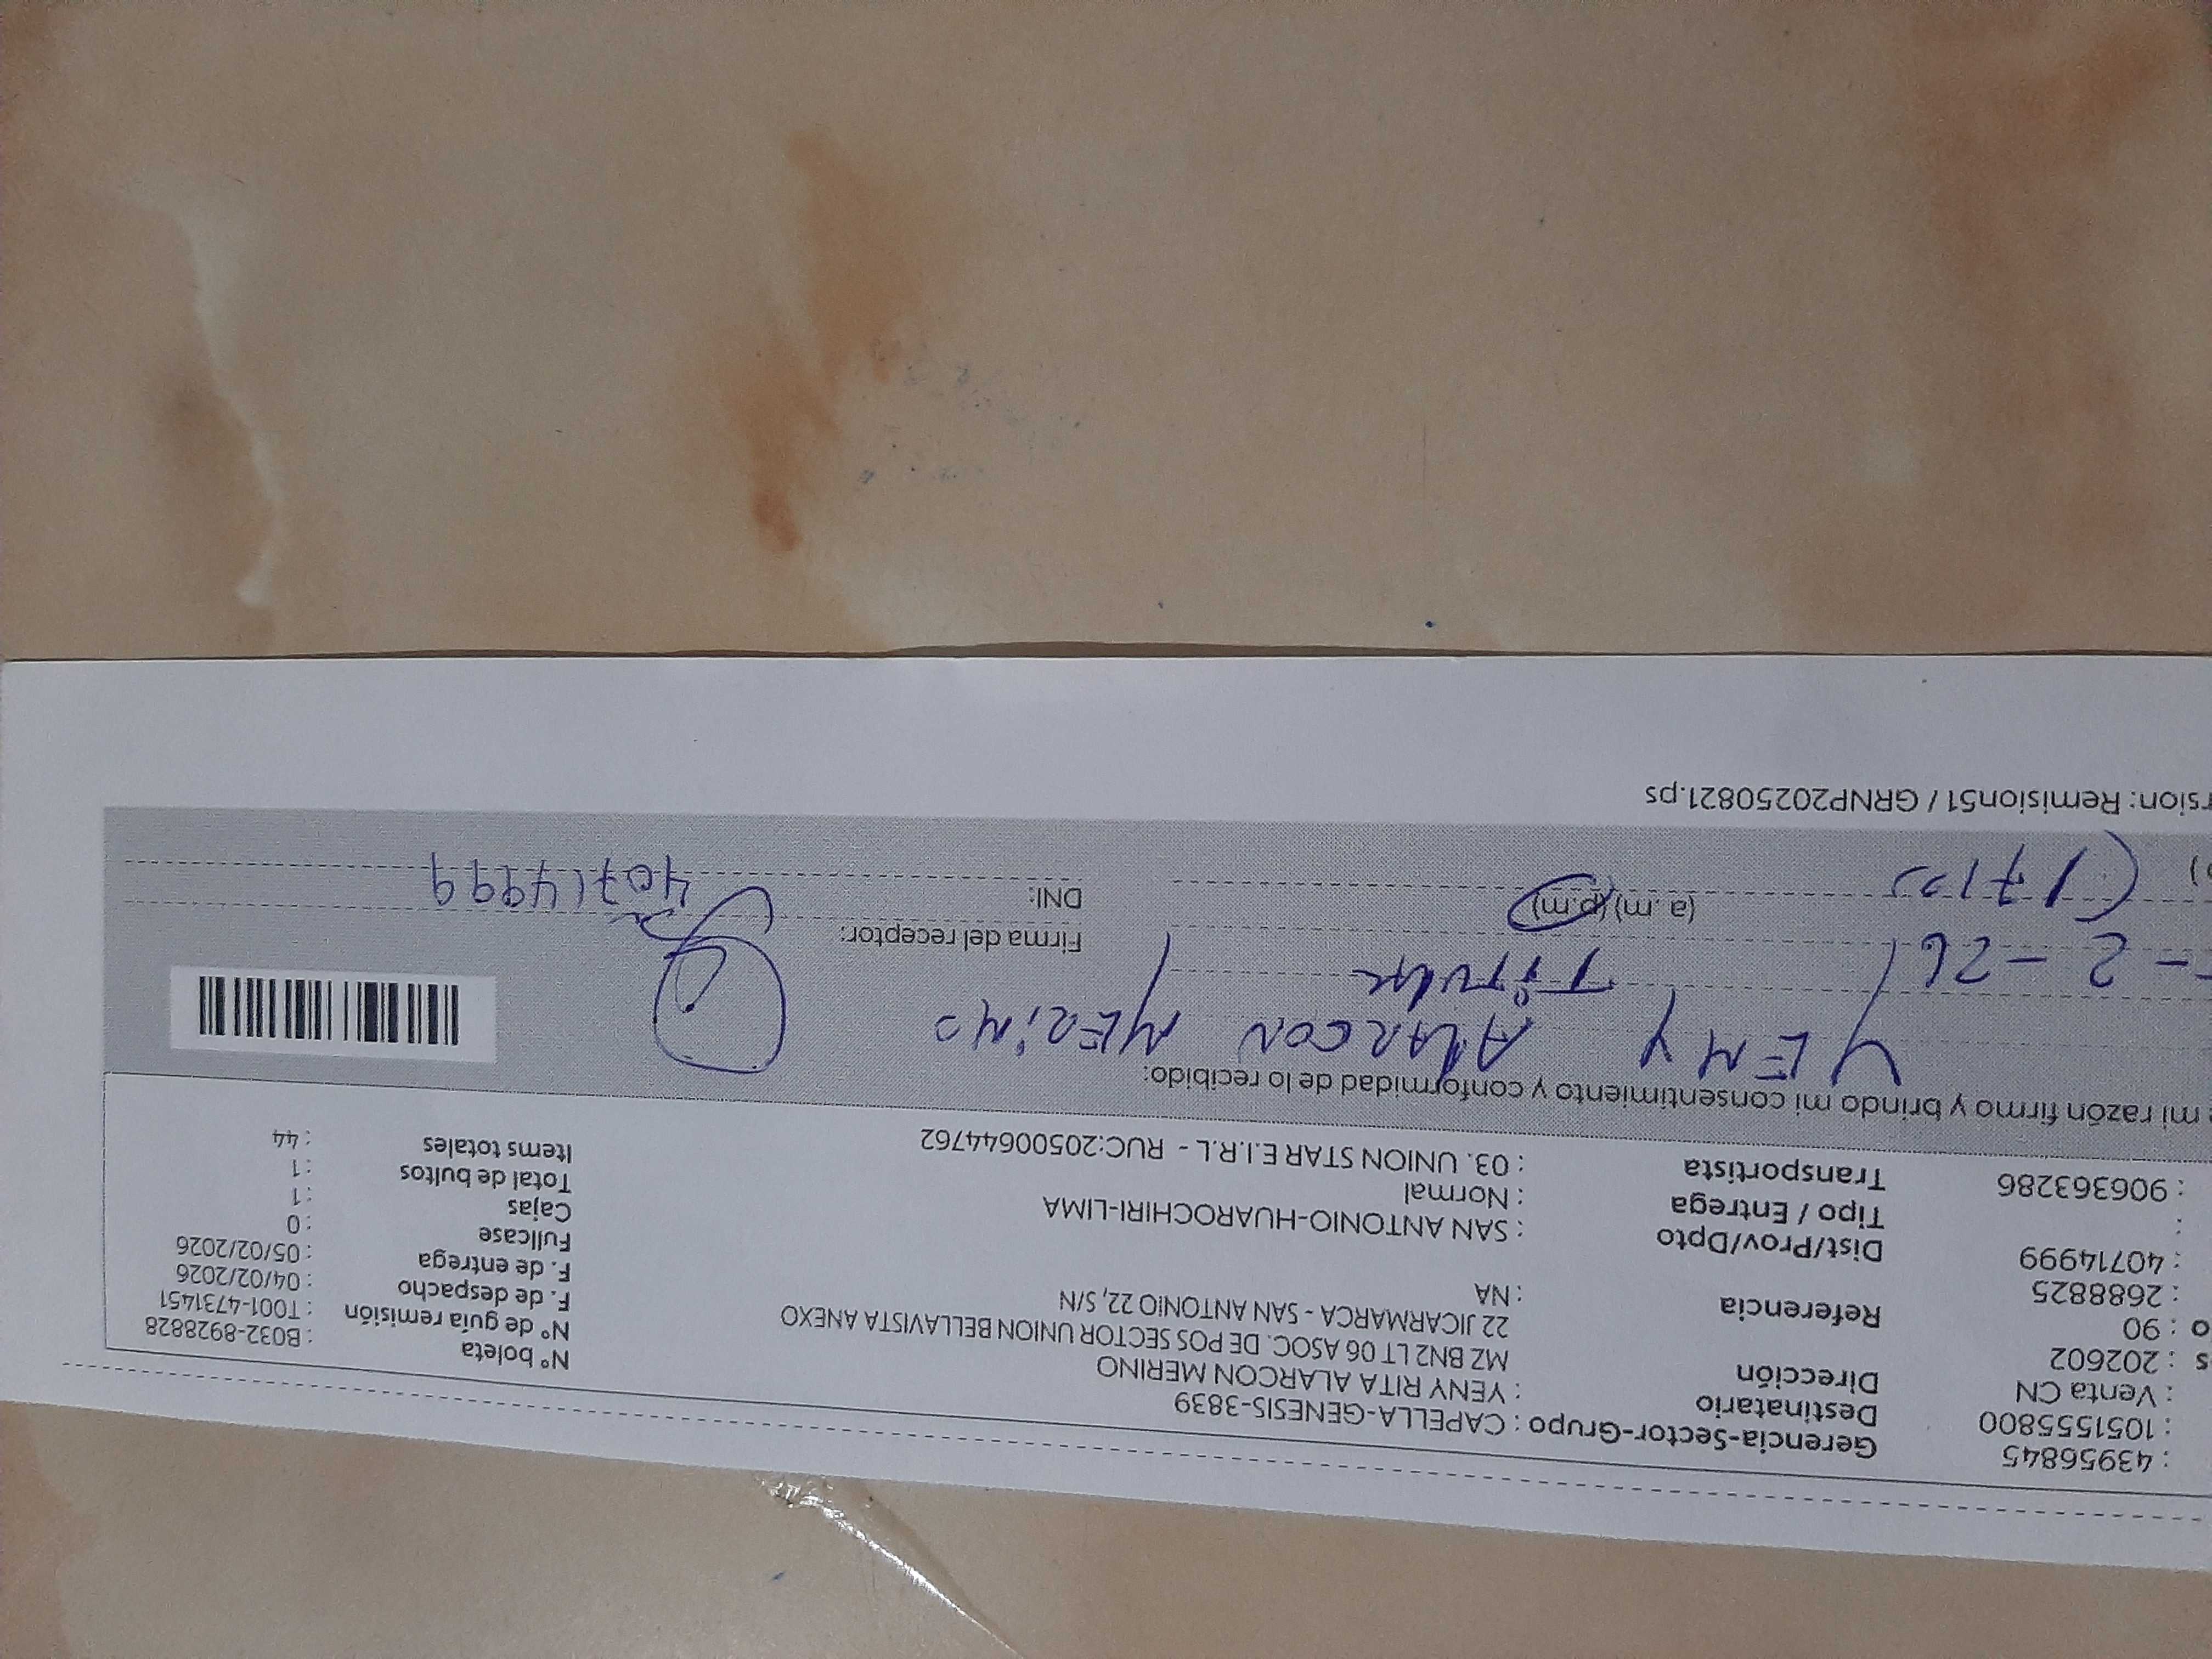 : 43956845
: 1051555800
: Venta CN
s : 202602
o : 90
: 2688825
: 40714999
:
: 906363286
Gerencia-Sector-Grupo : CAPELLA-GENESIS-3839
Destinatario : YENY RITA ALARCON MERINO
Dirección MZ BN2 LT 06 ASOC. DE POS SECTOR UNION BELLAVISTA ANEXO
22 JICARMARCA - SAN ANTONIO 22, S/N
Referencia : NA
Dist/Prov/Dpto : SAN ANTONIO-HUAROCHIRI-LIMA
Tipo / Entrega : Normal
Transportista : 03. UNION STAR E.I.R.L - RUC:20500644762
N° boleta : B032-8928828
N° de guía remisión : T001-4731451
F. de despacho : 04/02/2026
F. de entrega : 05/02/2026
Fullcase : 0
Cajas : 1
Total de bultos : 1
Items totales : 44
mi razón firmo y brindo mi consentimiento y conformidad de lo recibido:
YENY ALARCON MERINO
- 2 - 26 Titular
(a.m) (p.m)
Firma del receptor:
DNI: 40714999
rsion: Remision51 / GRNP20250821.ps